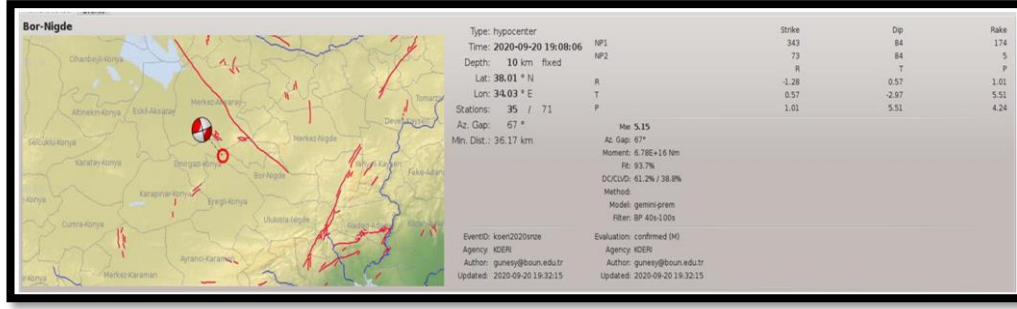 Bor-Nigde
Type: hypocenter
Time: 2020-09-20 19:08:06
Depth: 10 km fixed
Lat: 38.01 ° N
Lon: 34.03 ° E
Stations: 35 / 71
Az. Gap: 67 °
Min. Dist.: 36.17 km
Strike Dip Rake
NP1 343 84 174
NP2 73 84 5
R T P
R -1.28 0.57 1.01
T 0.57 -2.97 5.51
P 1.01 5.51 4.24
Mw: 5.15
Az. Gap: 67°
Moment: 6.78E+16 Nm
Fit: 93.7%
DC/CLVD: 61.2% / 38.8%
Method:
Model: gemini-prem
Filter: BP 40s-100s
EventID: koeri2020snze
Agency: KOERI
Author: gunesy@boun.edu.tr
Updated: 2020-09-20 19:32:15
Evaluation: confirmed (M)
Agency: KOERI
Author: gunesy@boun.edu.tr
Updated: 2020-09-20 19:32:15
Cihanbeyli-Konya
Altinekin-Konya
Eskil-Aksaray
Merkez-Aksaray
Selcuklu-Konya
Karatay-Konya
Emirgazi-Konya
Bor-Nigde
Merkez-Nigde
Yahyali-Kayseri
Karapinar-Konya
Eregli-Konya
Cumra-Konya
Ulukisla-Nigde
Ayranci-Karaman
Merkez-Karaman